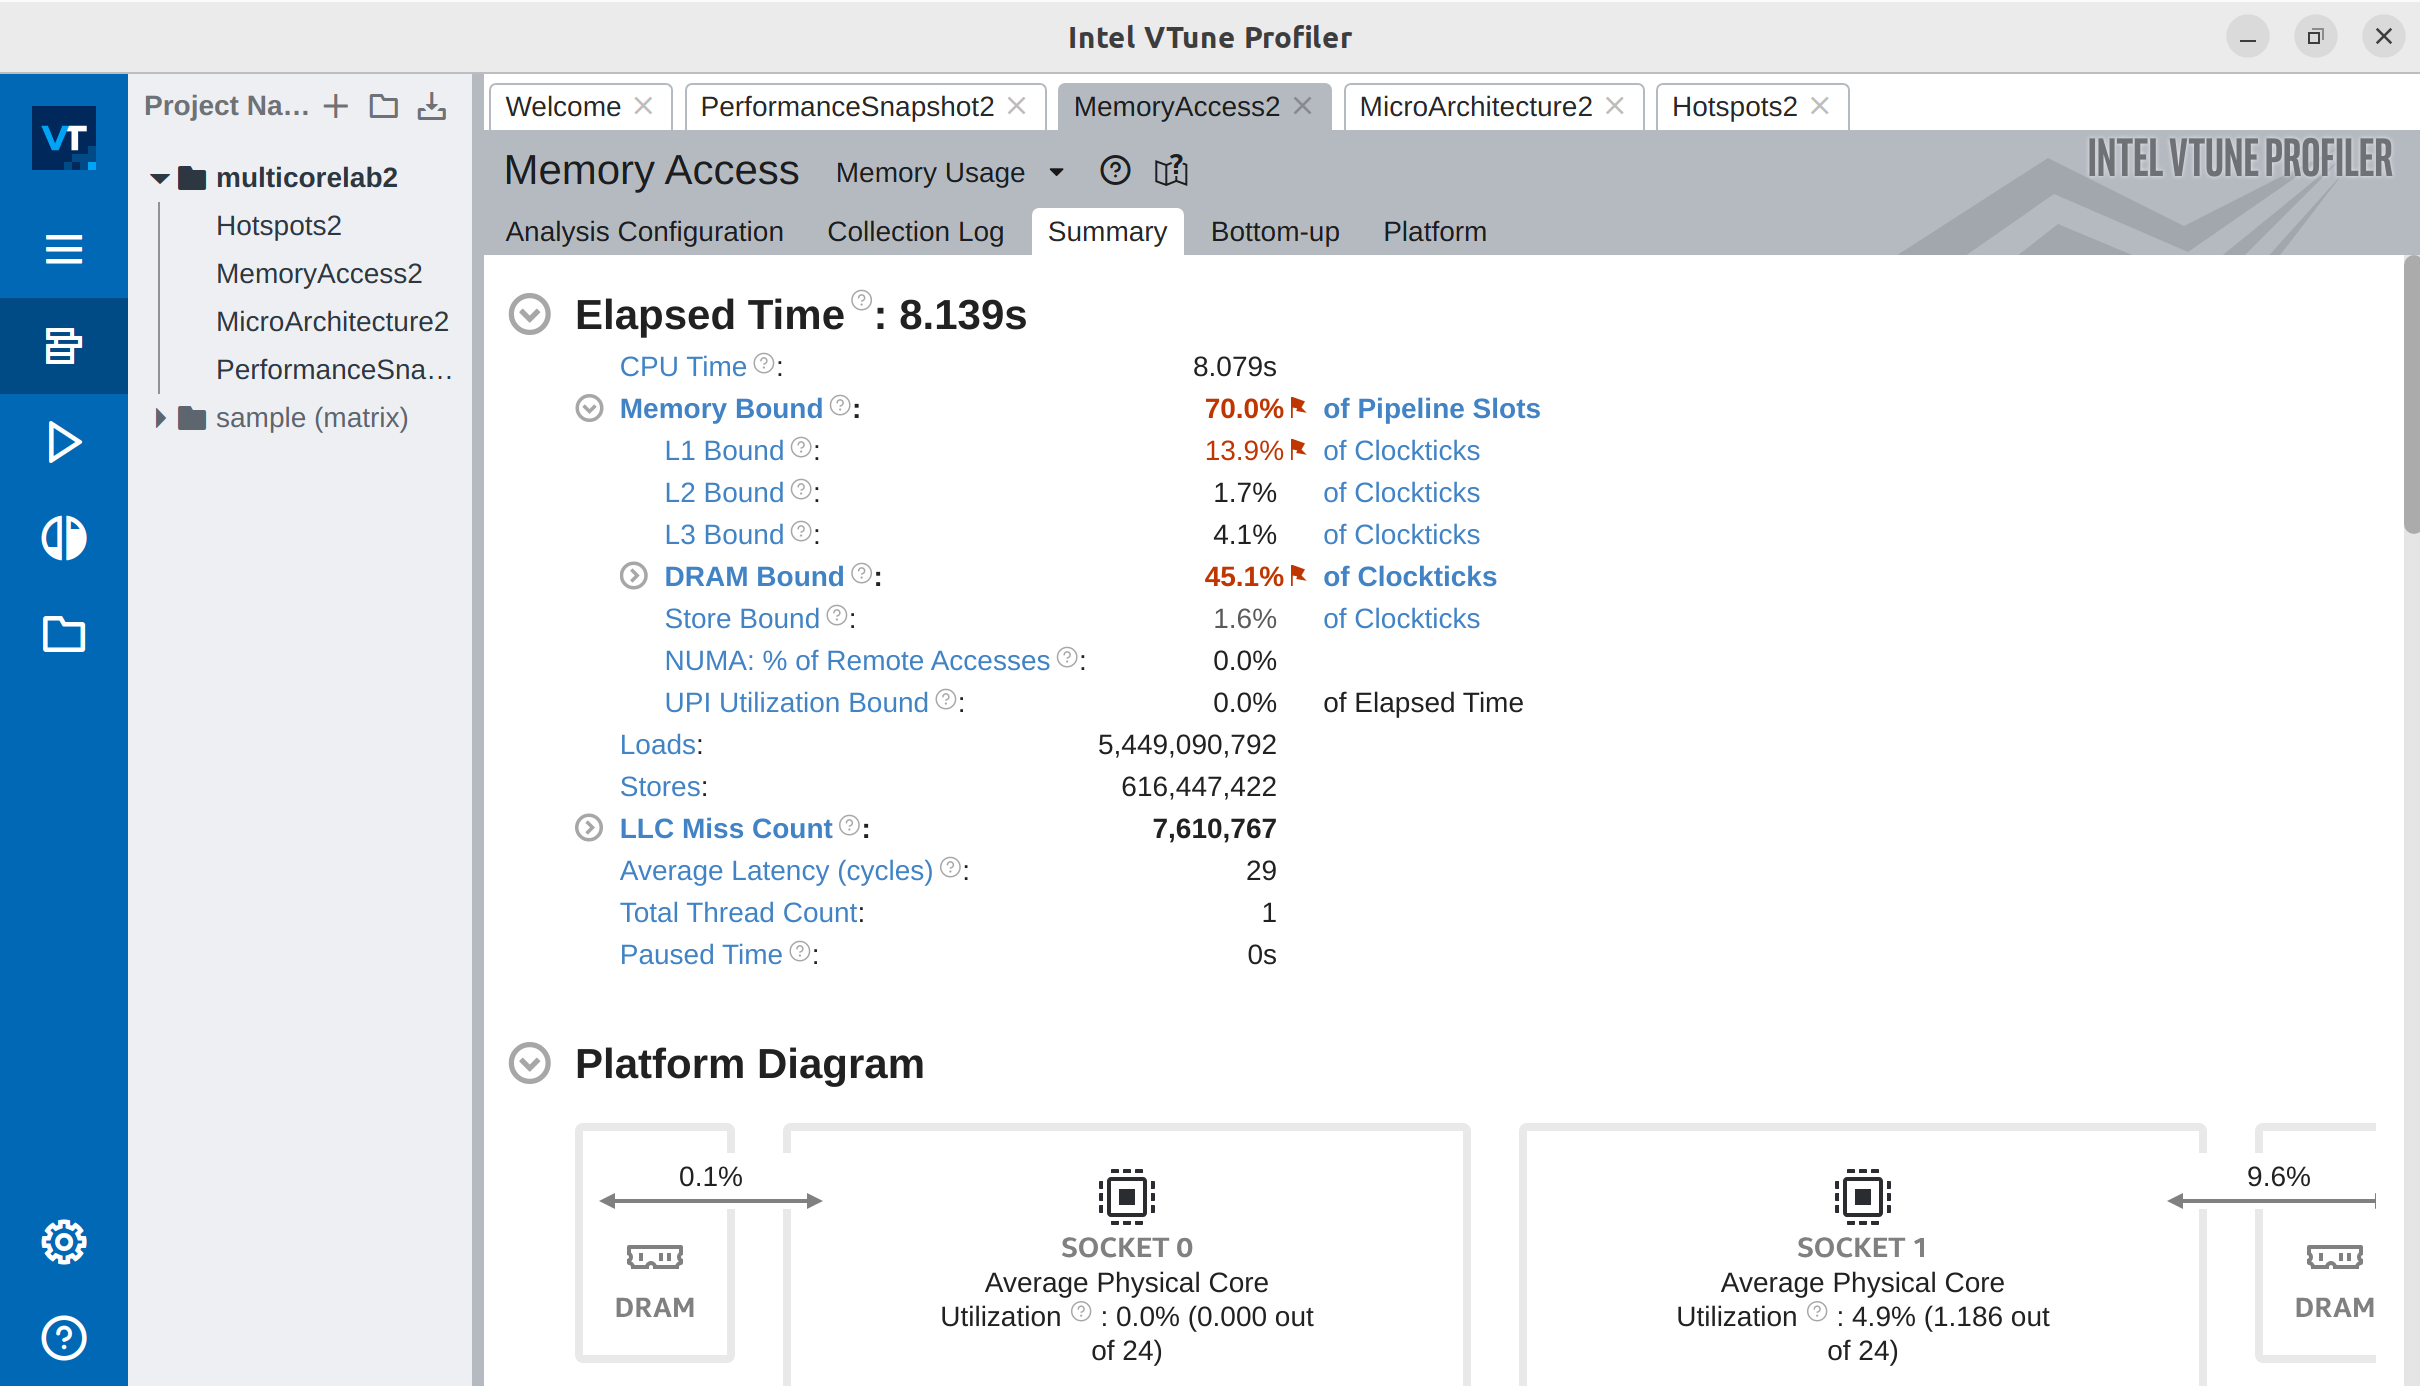 Intel VTune Profiler
VT
Project Na...
multicorelab2
Hotspots2
MemoryAccess2
MicroArchitecture2
PerformanceSna...
sample (matrix)
Welcome
PerformanceSnapshot2
MemoryAccess2
MicroArchitecture2
Hotspots2
Memory Access
Memory Usage
INTEL VTUNE PROFILER
Analysis Configuration
Collection Log
Summary
Bottom-up
Platform
Elapsed Time ? : 8.139s
CPU Time ? : 8.079s
Memory Bound ? : 70.0% of Pipeline Slots
L1 Bound ? : 13.9% of Clockticks
L2 Bound ? : 1.7% of Clockticks
L3 Bound ? : 4.1% of Clockticks
DRAM Bound ? : 45.1% of Clockticks
Store Bound ? : 1.6% of Clockticks
NUMA: % of Remote Accesses ? : 0.0%
UPI Utilization Bound ? : 0.0% of Elapsed Time
Loads: 5,449,090,792
Stores: 616,447,422
LLC Miss Count ? : 7,610,767
Average Latency (cycles) ? : 29
Total Thread Count: 1
Paused Time ? : 0s
Platform Diagram
0.1%
DRAM
SOCKET 0
Average Physical Core
Utilization ? : 0.0% (0.000 out
of 24)
SOCKET 1
Average Physical Core
Utilization ? : 4.9% (1.186 out
of 24)
9.6%
DRAM